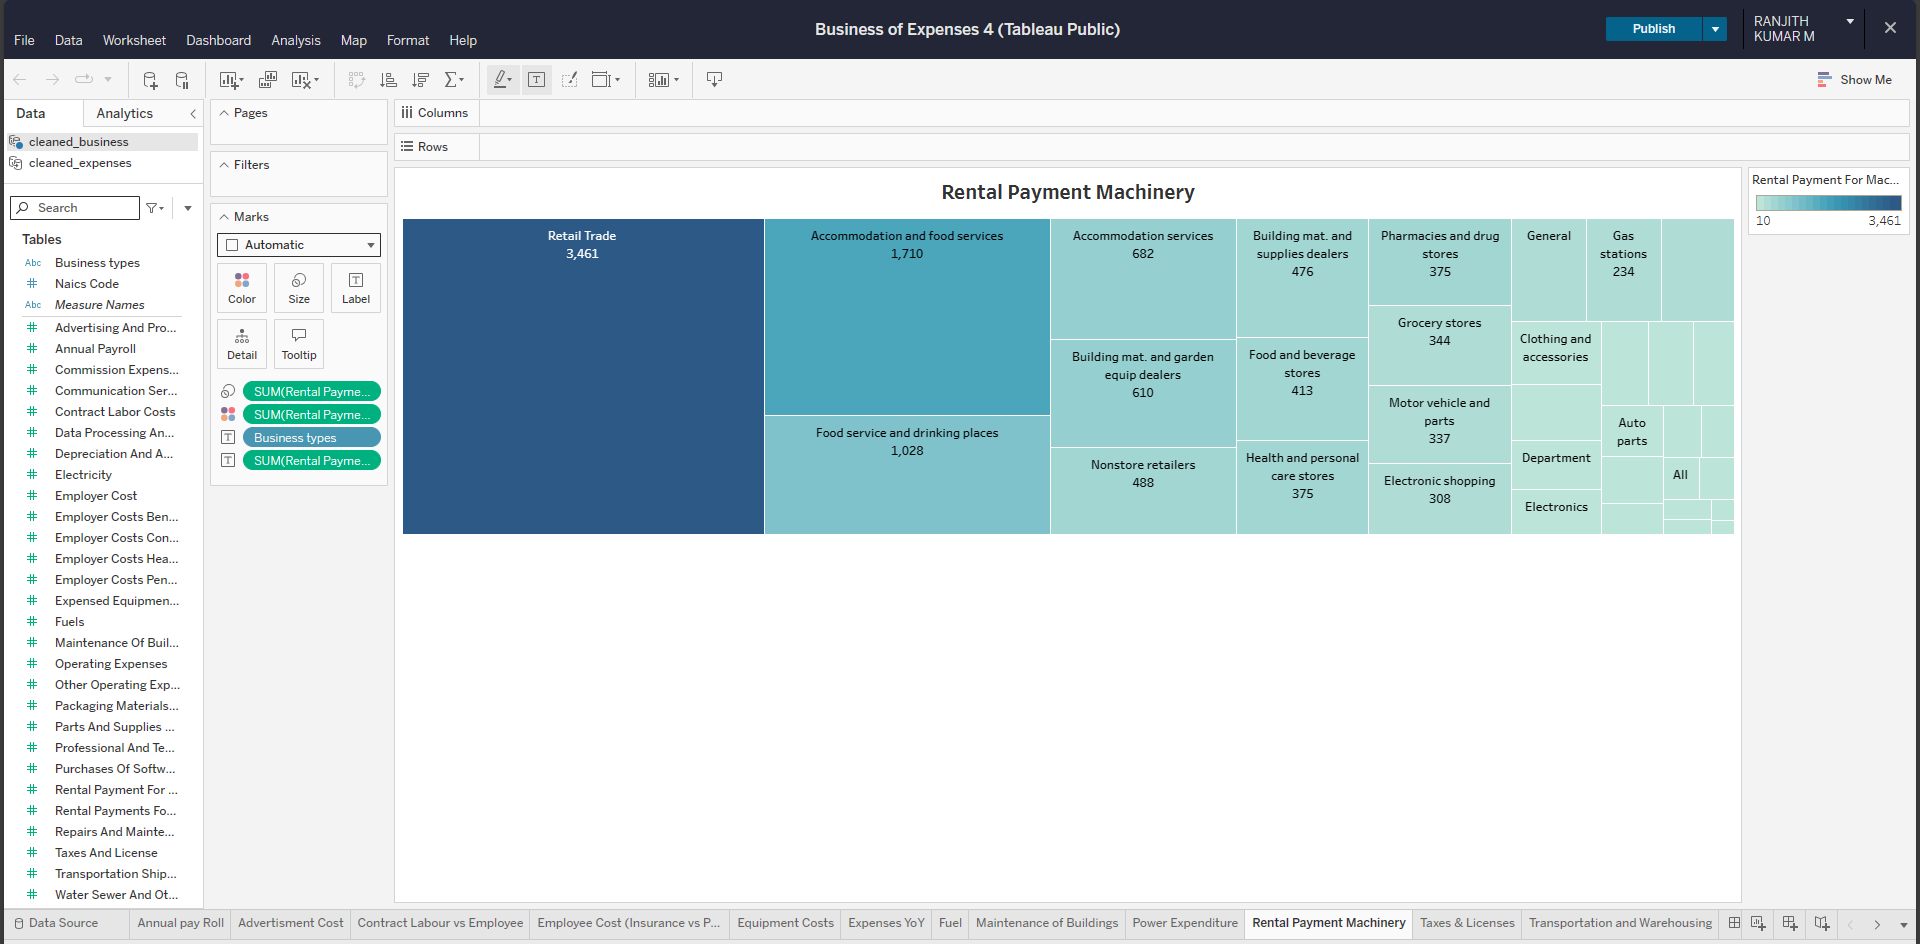 Business of Expenses 4 (Tableau Public)
File Data Worksheet Dashboard Analysis Map Format Help
Publish
RANJITH
KUMAR M
Show Me
Data Analytics
cleaned_business
cleaned_expenses
Search
Tables
Abc Business types
Naics Code
Abc Measure Names
Advertising And Pro...
Annual Payroll
Commission Expens...
Communication Ser...
Contract Labor Costs
Data Processing An...
Depreciation And A...
Electricity
Employer Cost
Employer Costs Ben...
Employer Costs Con...
Employer Costs Hea...
Employer Costs Pen...
Expensed Equipmen...
Fuels
Maintenance Of Buil...
Operating Expenses
Other Operating Exp...
Packaging Materials...
Parts And Supplies ...
Professional And Te...
Purchases Of Softw...
Rental Payment For ...
Rental Payments Fo...
Repairs And Mainte...
Taxes And License
Transportation Ship...
Water Sewer And Ot...
Pages
Filters
Marks
Automatic
Color Size Label
Detail Tooltip
SUM(Rental Payme...
SUM(Rental Payme...
Business types
SUM(Rental Payme...
Columns
Rows
Rental Payment Machinery
Retail Trade
3,461
Accommodation and food services
1,710
Food service and drinking places
1,028
Accommodation services
682
Building mat. and garden
equip dealers
610
Nonstore retailers
488
Building mat. and
supplies dealers
476
Food and beverage
stores
413
Health and personal
care stores
375
Pharmacies and drug
stores
375
Grocery stores
344
Motor vehicle and
parts
337
Electronic shopping
308
General
Gas
stations
234
Clothing and
accessories
Department
Electronics
Auto
parts
All
Rental Payment For Mac...
10 3,461
Data Source Annual pay Roll Advertisment Cost Contract Labour vs Employee Employee Cost (Insurance vs P... Equipment Costs Expenses YoY Fuel Maintenance of Buildings Power Expenditure Rental Payment Machinery Taxes & Licenses Transportation and Warehousing